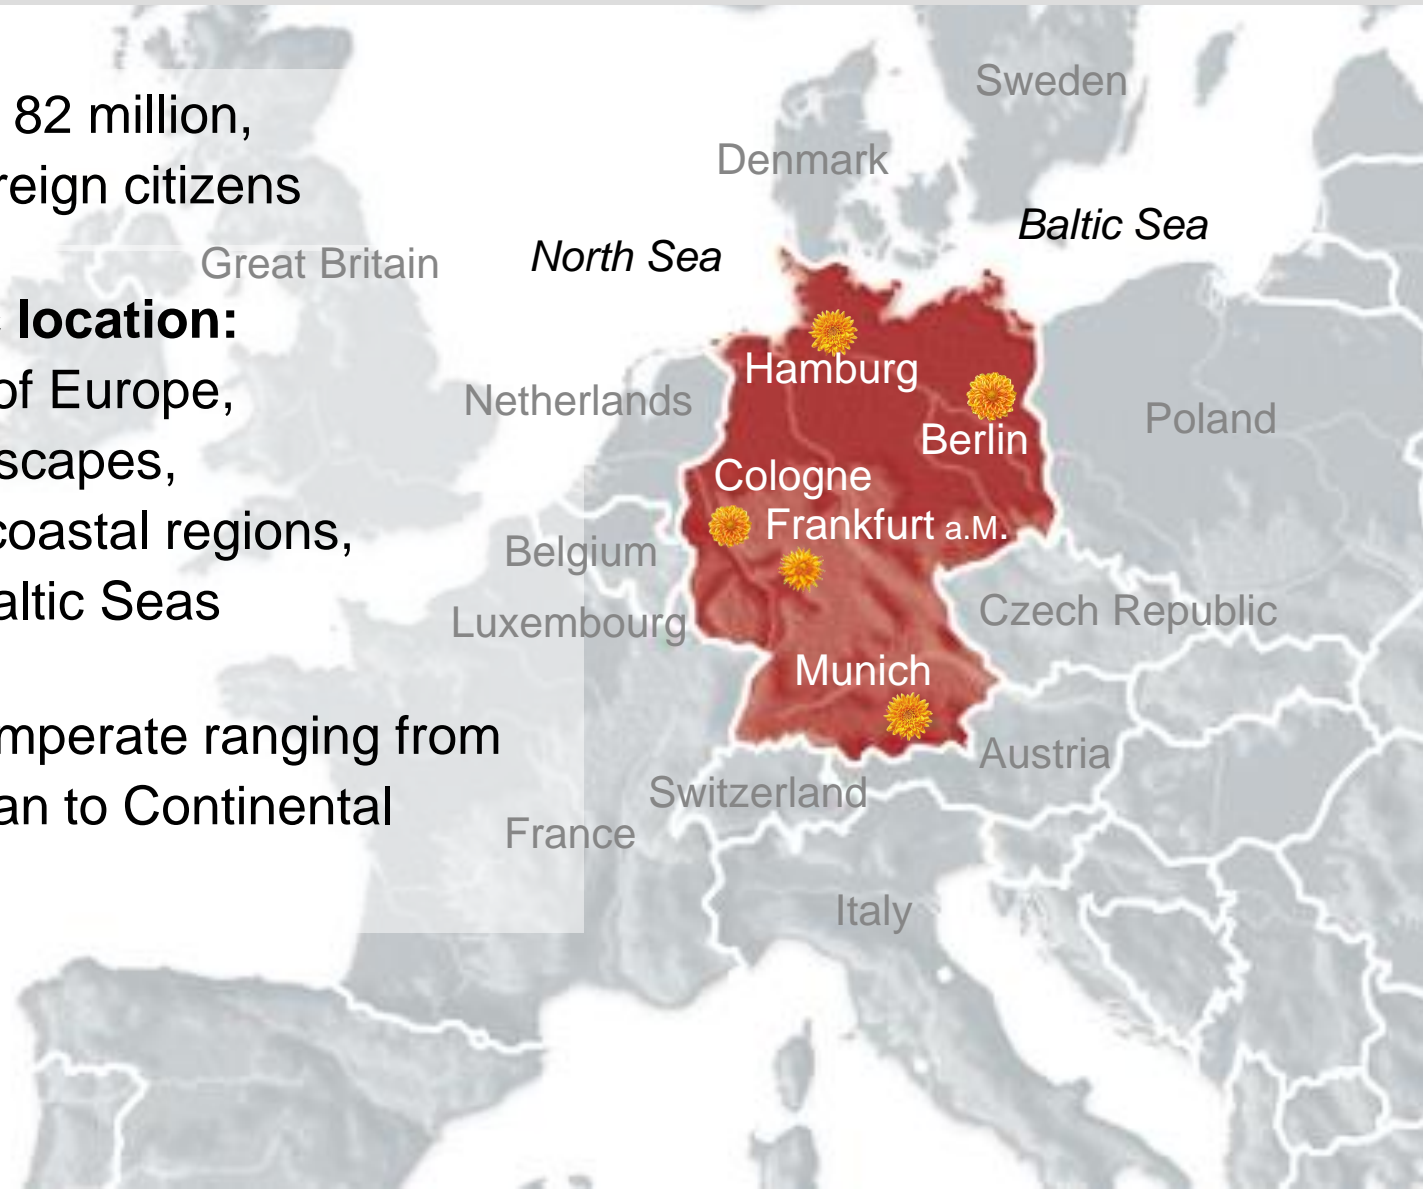 82 million,
reign citizens
location:
of Europe,
scapes,
coastal regions,
altic Seas
mperate ranging from
an to Continental
Sweden
Denmark
Baltic Sea
North Sea
Great Britain
Hamburg
Netherlands
Berlin
Poland
Cologne
Frankfurt a.M.
Belgium
Luxembourg
Czech Republic
Munich
Austria
Switzerland
France
Italy